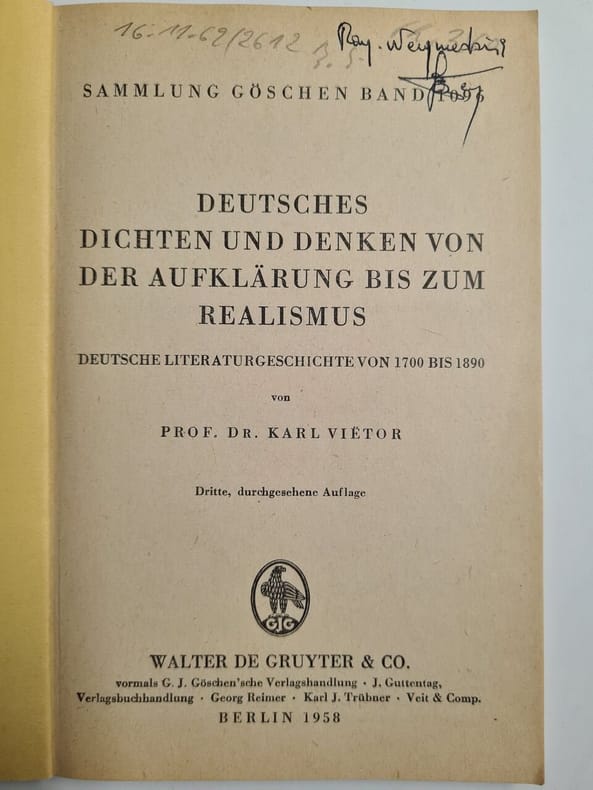 16-11-62/2612
Ray.
SAMMLUNG GÖSCHEN BAND 1096
DEUTSCHES
DICHTEN UND DENKEN VON
DER AUFKLÄRUNG BIS ZUM
REALISMUS
DEUTSCHE LITERATURGESCHICHTE VON 1700 BIS 1890
von
PROF. DR. KARL VIËTOR
Dritte, durchgesehene Auflage
GJG
WALTER DE GRUYTER & CO.
vormals G. J. Göschen'sche Verlagshandlung · J. Guttentag,
Verlagsbuchhandlung · Georg Reimer · Karl J. Trübner · Veit & Comp.
BERLIN 1958